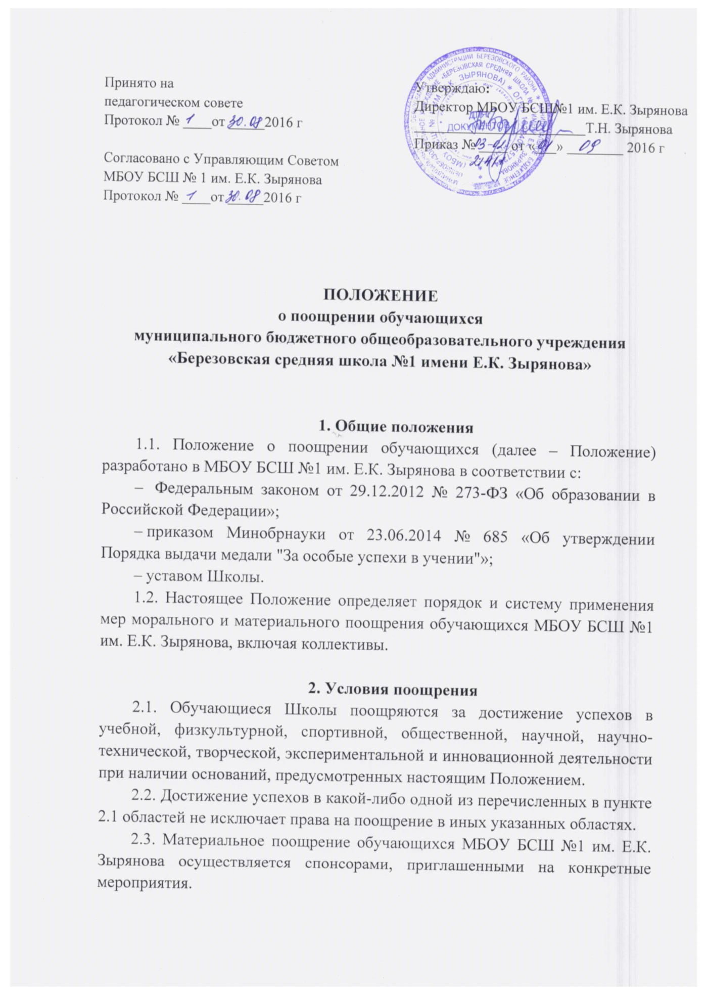 Принято на
педагогическом совете
Протокол № 1 от 30.08 2016 г
Согласовано с Управляющим Советом
МБОУ БСШ № 1 им. Е.К. Зырянова
Протокол № 1 от 30.08 2016 г
Утверждаю:
Директор МБОУ БСШ№1 им. Е.К. Зырянова
Т.Н. Зырянова
Приказ № 03-02 от «01» 09 2016 г
ДЛЯ
ДОКУМЕНТОВ
ПОЛОЖЕНИЕ
о поощрении обучающихся
муниципального бюджетного общеобразовательного учреждения
«Березовская средняя школа №1 имени Е.К. Зырянова»
1. Общие положения
1.1. Положение о поощрении обучающихся (далее – Положение)
разработано в МБОУ БСШ №1 им. Е.К. Зырянова в соответствии с:
– Федеральным законом от 29.12.2012 № 273-ФЗ «Об образовании в
Российской Федерации»;
– приказом Минобрнауки от 23.06.2014 № 685 «Об утверждении
Порядка выдачи медали "За особые успехи в учении"»;
– уставом Школы.
1.2. Настоящее Положение определяет порядок и систему применения
мер морального и материального поощрения обучающихся МБОУ БСШ №1
им. Е.К. Зырянова, включая коллективы.
2. Условия поощрения
2.1. Обучающиеся Школы поощряются за достижение успехов в
учебной, физкультурной, спортивной, общественной, научной, научно-
технической, творческой, экспериментальной и инновационной деятельности
при наличии оснований, предусмотренных настоящим Положением.
2.2. Достижение успехов в какой-либо одной из перечисленных в пункте
2.1 областей не исключает права на поощрение в иных указанных областях.
2.3. Материальное поощрение обучающихся МБОУ БСШ №1 им. Е.К.
Зырянова осуществляется спонсорами, приглашенными на конкретные
мероприятия.